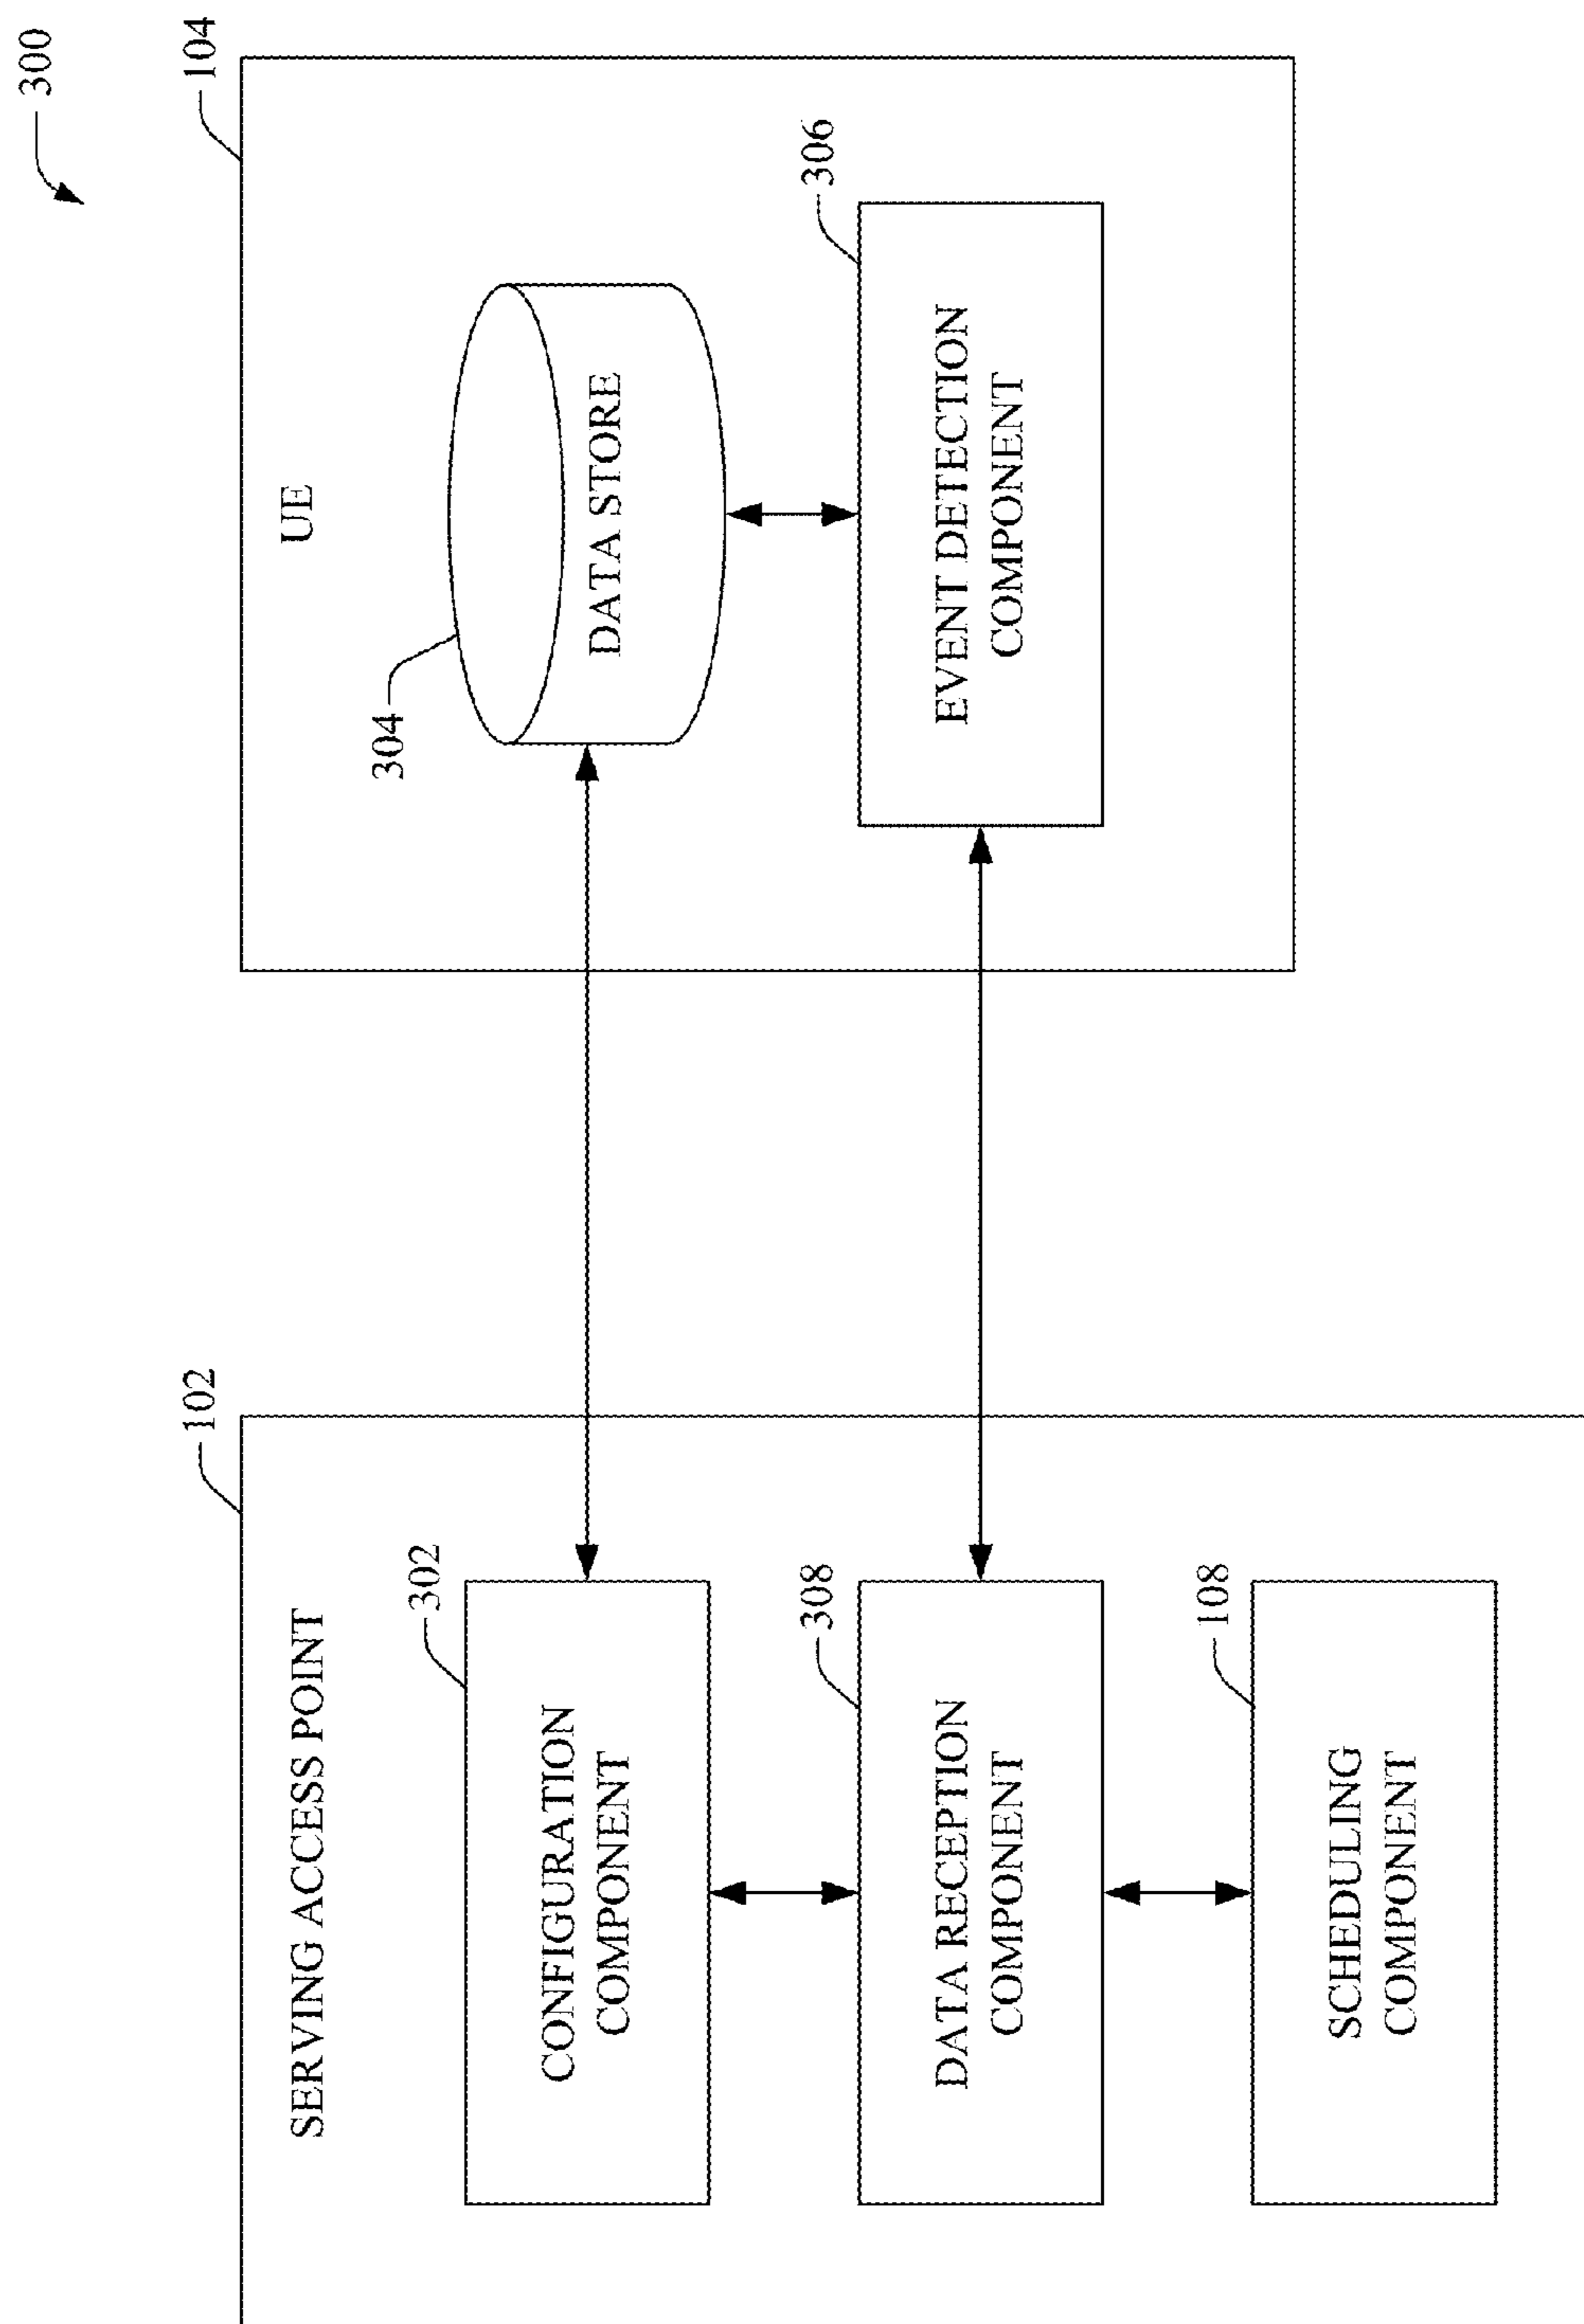 300
102
104
SERVING ACCESS POINT
UE
302
CONFIGURATION
COMPONENT
304
DATA STORE
308
DATA RECEPTION
COMPONENT
306
EVENT DETECTION
COMPONENT
108
SCHEDULING
COMPONENT